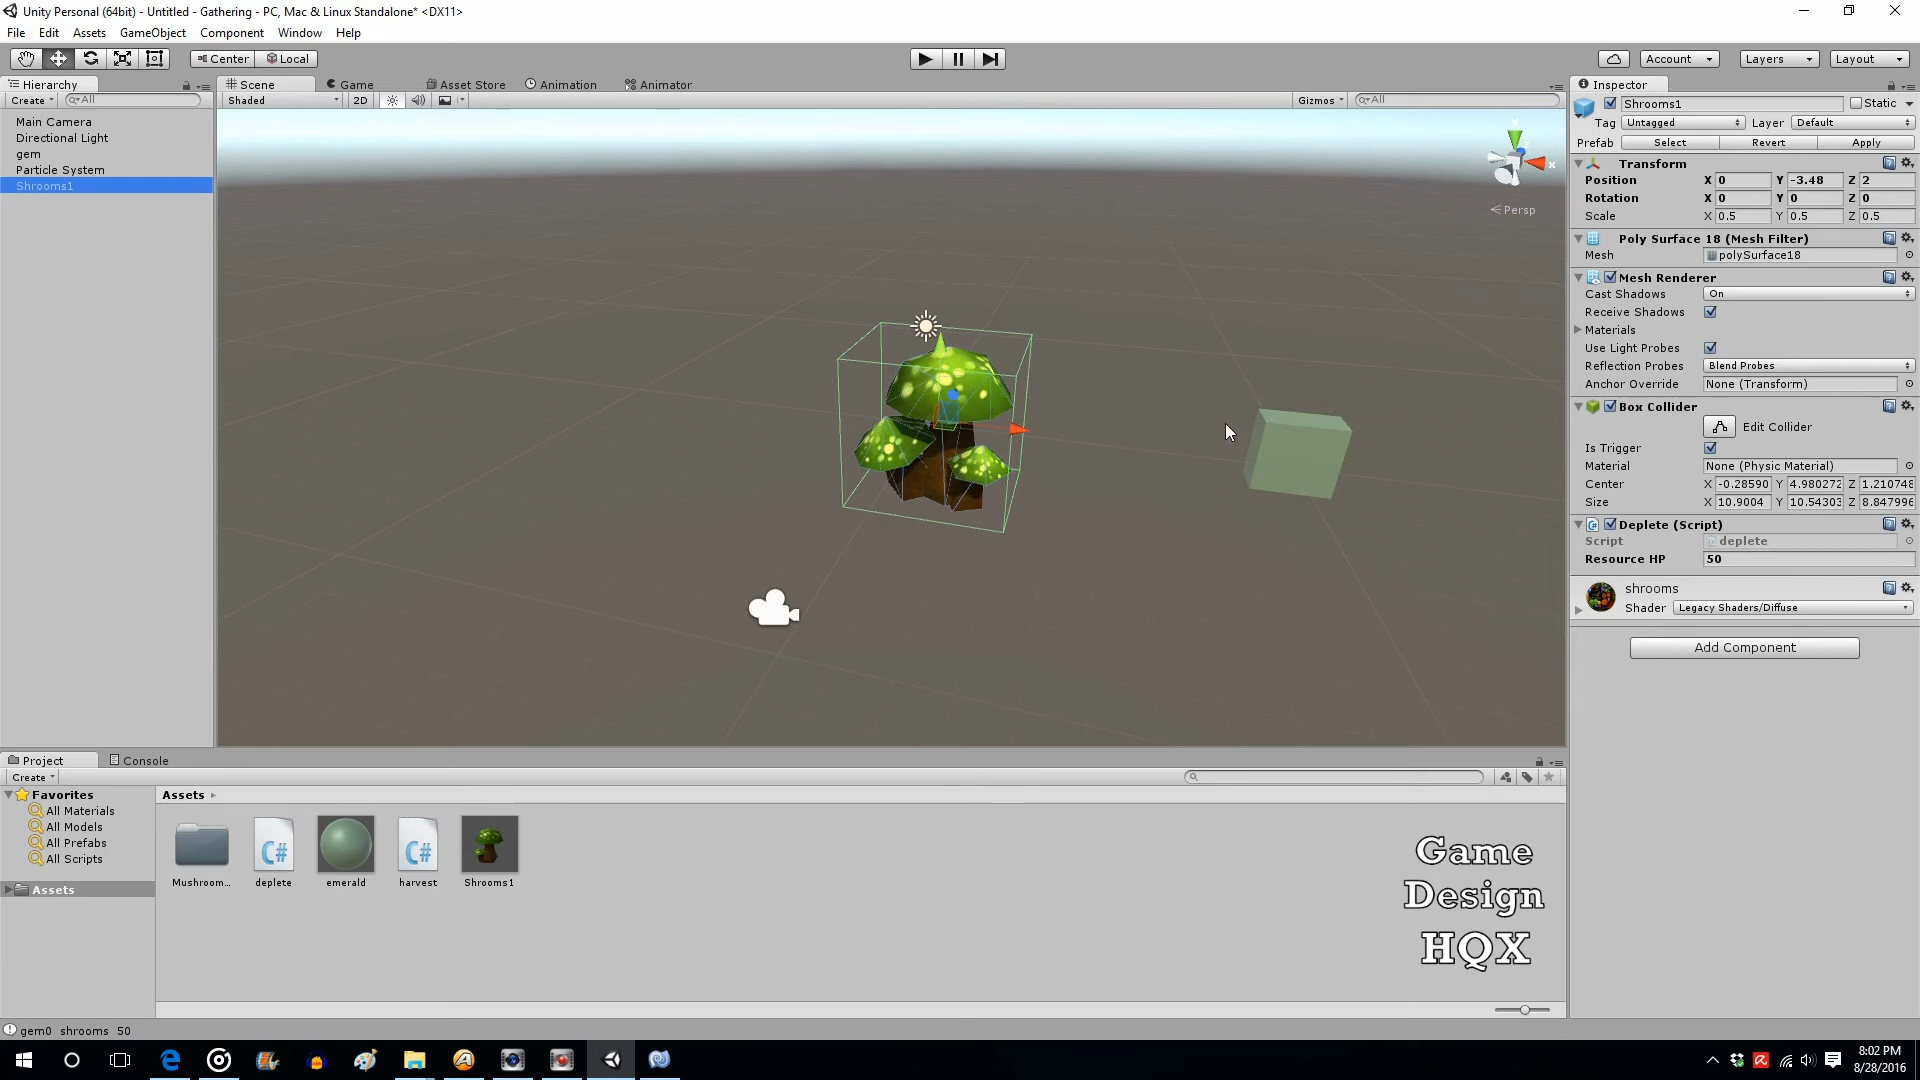 Unity Personal (64bit) - Untitled - Gathering - PC, Mac & Linux Standalone* <DX11>
File Edit Assets GameObject Component Window Help
Center Local Account Layers Layout
Hierarchy Scene Game Asset Store Animation Animator Inspector
Create All Shaded 2D Gizmos All
Main Camera
Directional Light
gem
Particle System
Shrooms1
y
x
Persp
Shrooms1 Static
Tag Untagged Layer Default
Prefab Select Revert Apply
Transform
Position X 0 Y -3.48 Z 2
Rotation X 0 Y 0 Z 0
Scale X 0.5 Y 0.5 Z 0.5
Poly Surface 18 (Mesh Filter)
Mesh polySurface18
Mesh Renderer
Cast Shadows On
Receive Shadows
Materials
Use Light Probes
Reflection Probes Blend Probes
Anchor Override None (Transform)
Box Collider
Edit Collider
Is Trigger
Material None (Physic Material)
Center X -0.28590 Y 4.980272 Z 1.210748
Size X 10.9004 Y 10.54303 Z 8.847996
Deplete (Script)
Script deplete
Resource HP 50
shrooms
Shader Legacy Shaders/Diffuse
Add Component
Project Console
Create
Favorites
All Materials
All Models
All Prefabs
All Scripts
Assets
Assets
Mushroom... deplete emerald harvest Shrooms1
C# C#
Game
Design
HQX
gem0 shrooms 50
8:02 PM
8/28/2016